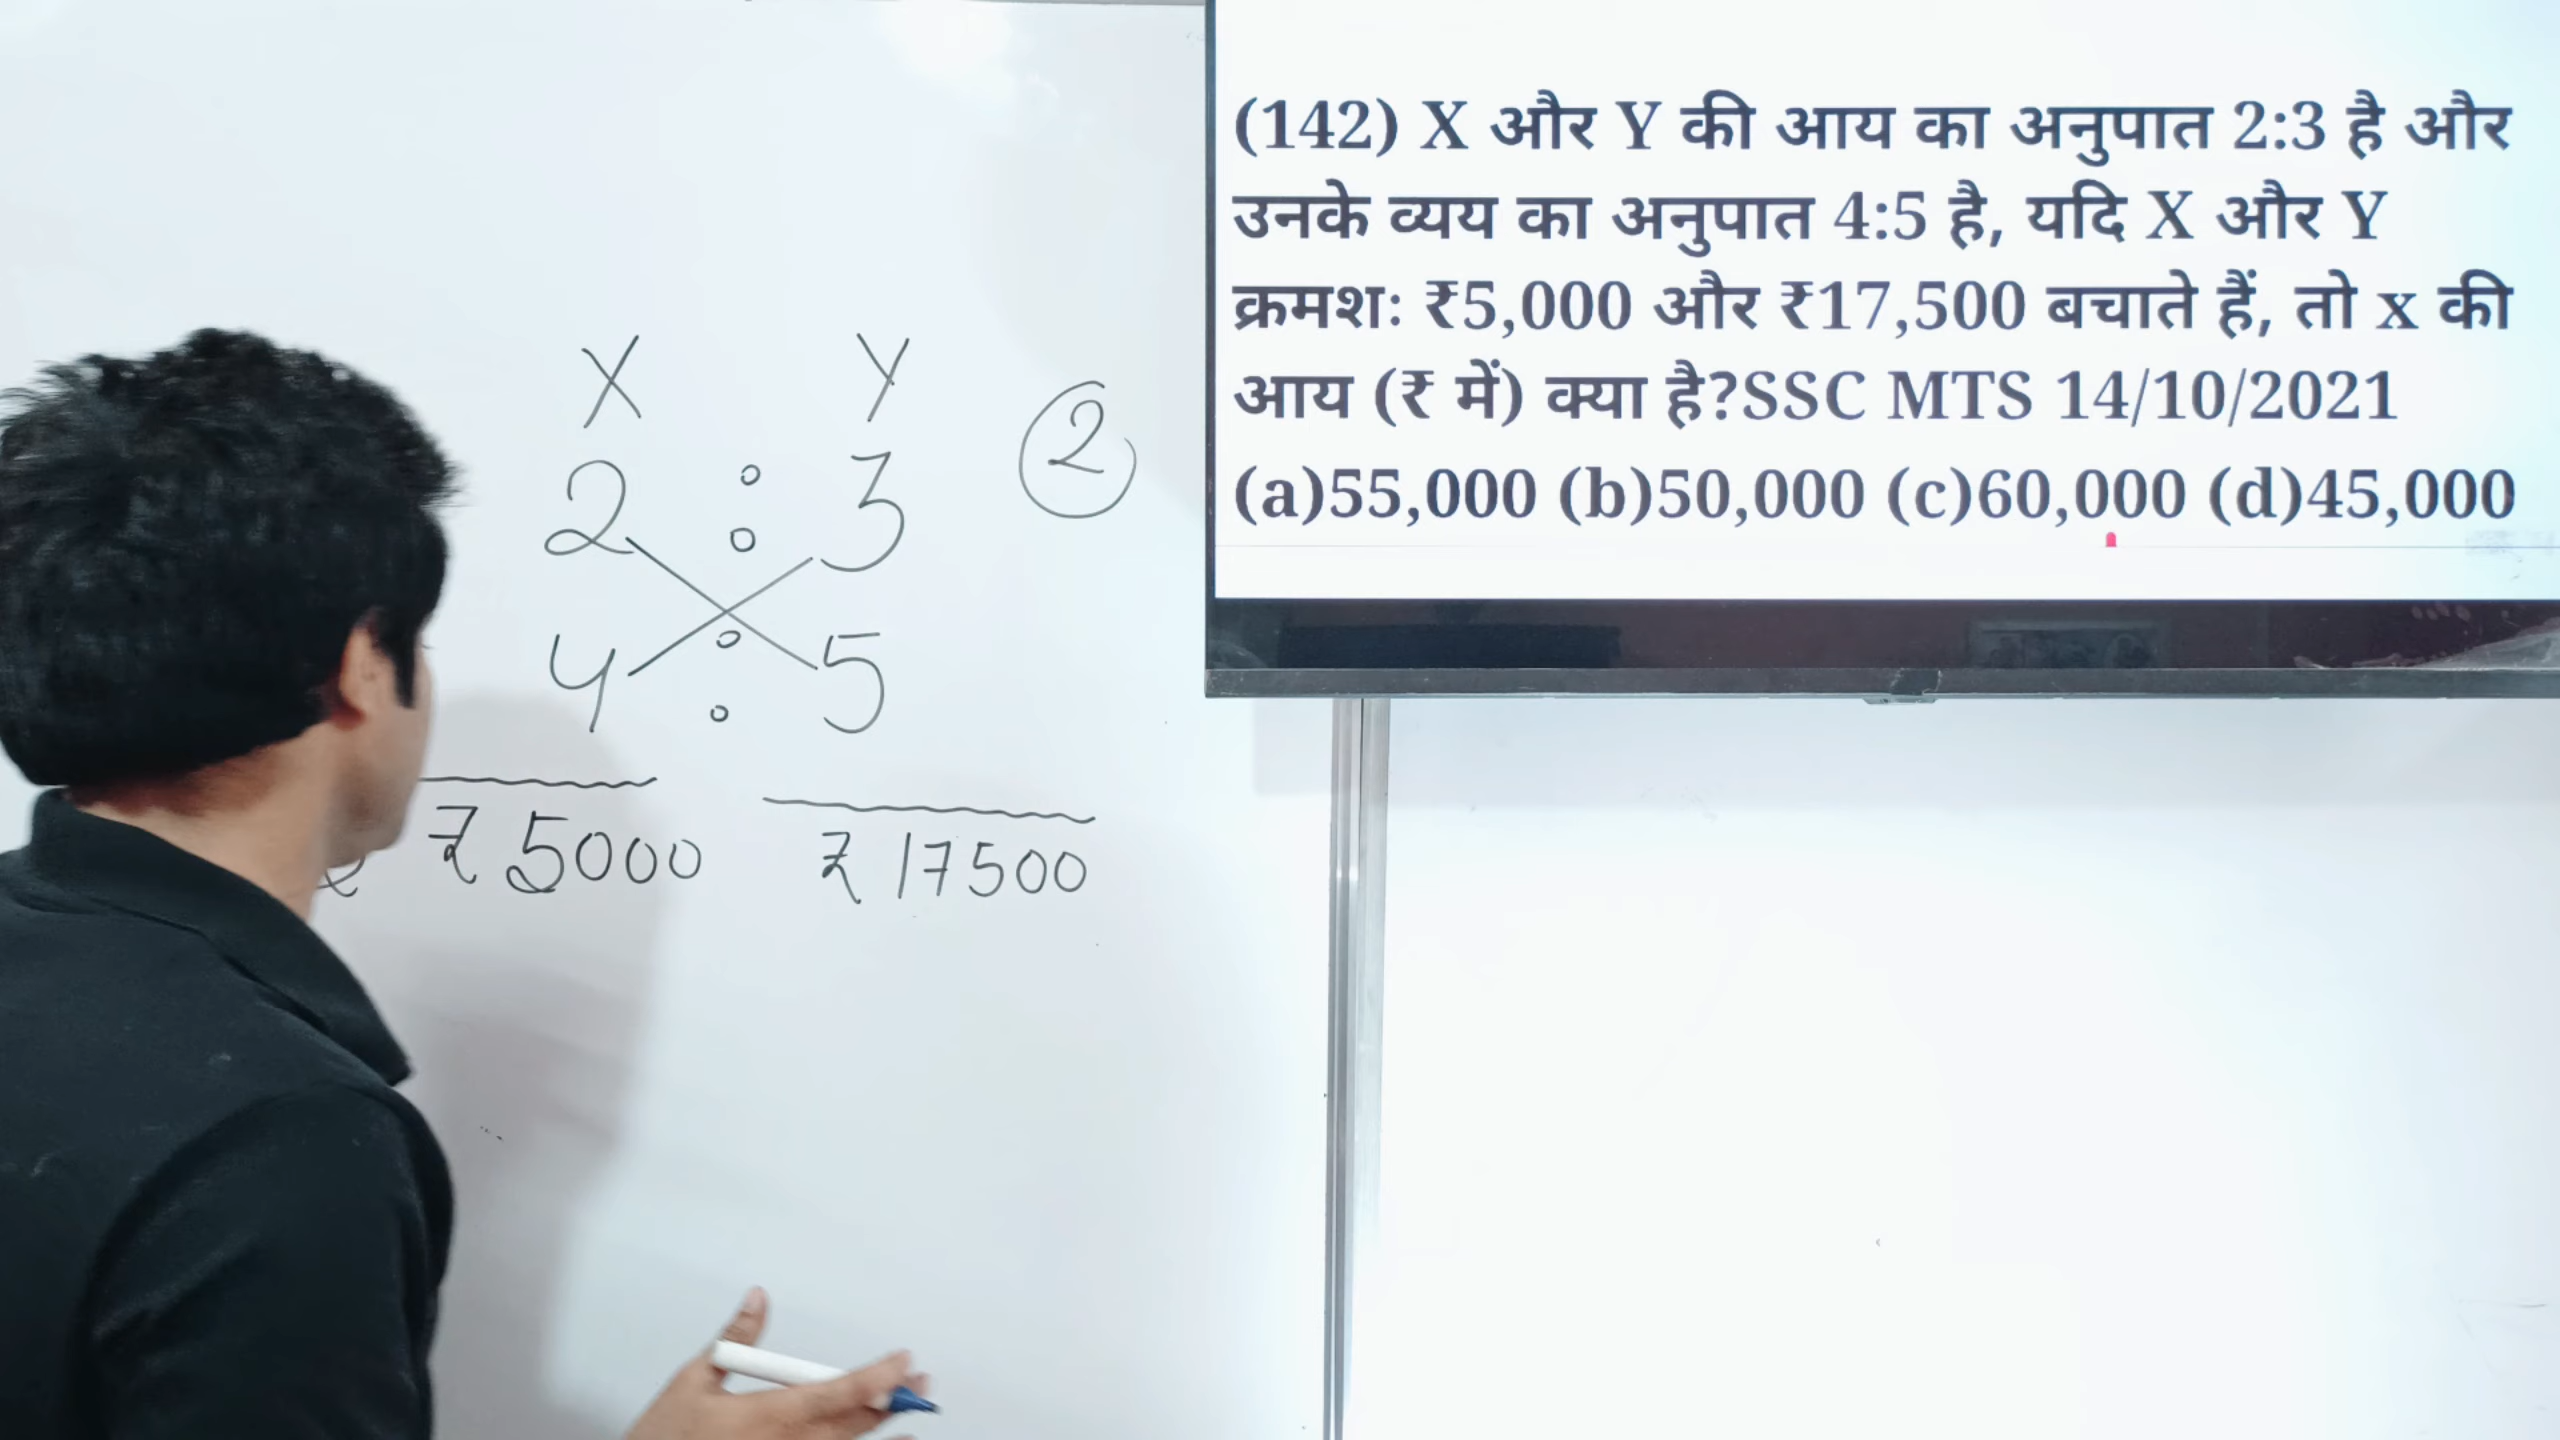 X Y
2 : 3
2
4 : 5
₹ 5000 ₹ 17500
(142) X और Y की आय का अनुपात 2:3 है और
उनके व्यय का अनुपात 4:5 है, यदि X और Y
क्रमशः ₹5,000 और ₹17,500 बचाते हैं, तो x की
आय (₹ में) क्या है?SSC MTS 14/10/2021
(a)55,000 (b)50,000 (c)60,000 (d)45,000